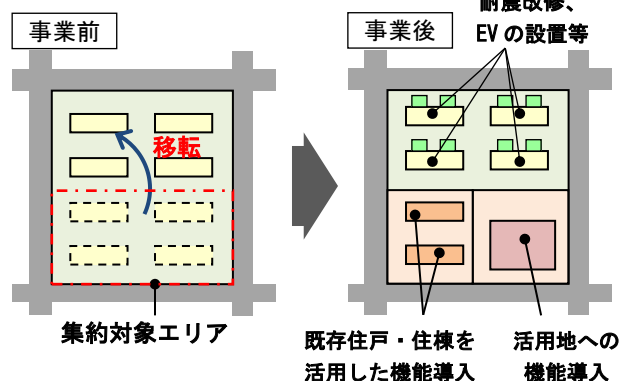 事業前
移転
集約対象エリア
事業後
耐震改修、
EVの設置等
既存住戸・住棟を
活用した機能導入
活用地への
機能導入